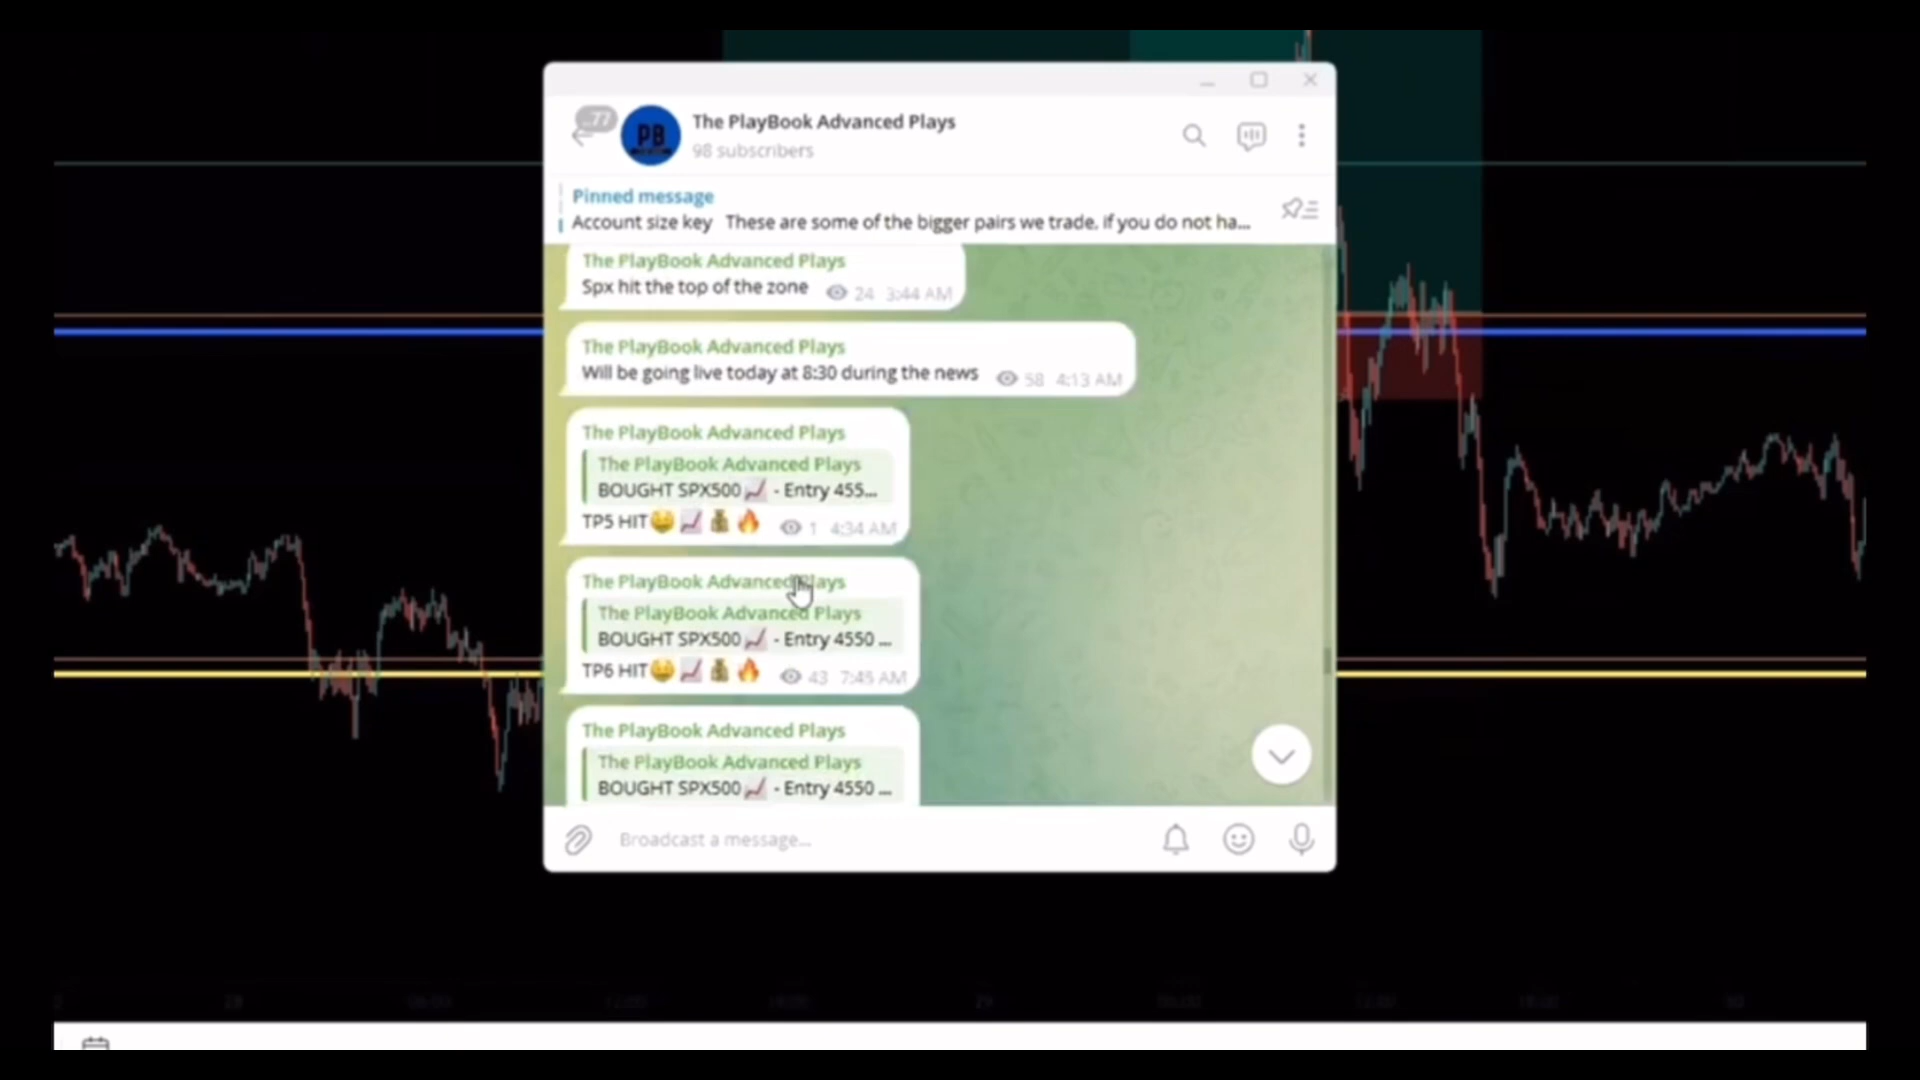 ..77
PB
The PlayBook Advanced Plays
98 subscribers
Pinned message
Account size key These are some of the bigger pairs we trade. if you do not ha...
The PlayBook Advanced Plays
Spx hit the top of the zone 24 3:44 AM
The PlayBook Advanced Plays
Will be going live today at 8:30 during the news 58 4:13 AM
The PlayBook Advanced Plays
The PlayBook Advanced Plays
BOUGHT SPX500📈 - Entry 455...
TP5 HIT🤑📈💰🔥 1 4:34 AM
The PlayBook Advanced Plays
The PlayBook Advanced Plays
BOUGHT SPX500📈 - Entry 4550 ...
TP6 HIT🤑📈💰🔥 43 7:45 AM
The PlayBook Advanced Plays
The PlayBook Advanced Plays
BOUGHT SPX500📈 - Entry 4550 ...
Broadcast a message...
28
29